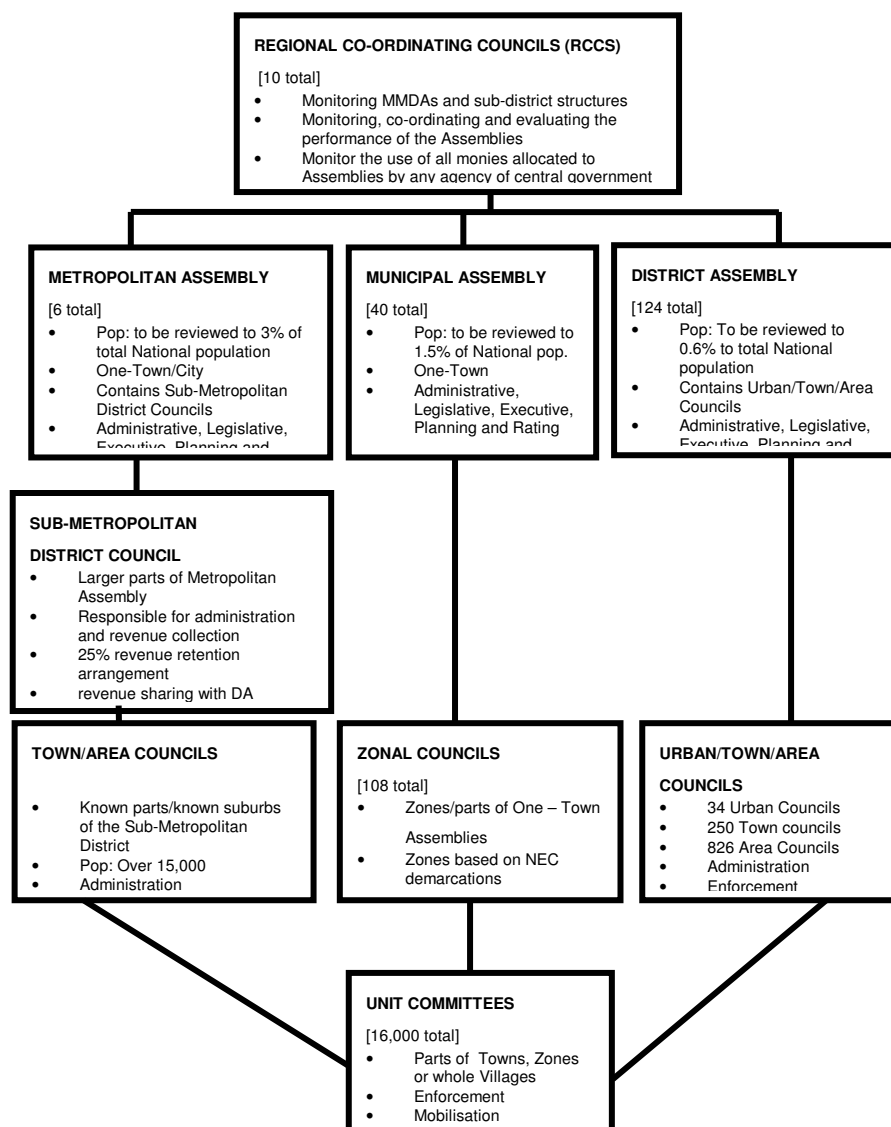 REGIONAL CO-ORDINATING COUNCILS (RCCS)
[10 total]
• Monitoring MMDAs and sub-district structures
• Monitoring, co-ordinating and evaluating the
performance of the Assemblies
• Monitor the use of all monies allocated to
Assemblies by any agency of central government
METROPOLITAN ASSEMBLY
[6 total]
• Pop: to be reviewed to 3% of
total National population
• One-Town/City
• Contains Sub-Metropolitan
District Councils
• Administrative, Legislative,
Executive, Planning and
MUNICIPAL ASSEMBLY
[40 total]
• Pop: to be reviewed to
1.5% of National pop.
• One-Town
• Administrative,
Legislative, Executive,
Planning and Rating
DISTRICT ASSEMBLY
[124 total]
• Pop: To be reviewed to
0.6% to total National
population
• Contains Urban/Town/Area
Councils
• Administrative, Legislative,
Executive, Planning and
SUB-METROPOLITAN
DISTRICT COUNCIL
• Larger parts of Metropolitan
Assembly
• Responsible for administration
and revenue collection
• 25% revenue retention
arrangement
• revenue sharing with DA
TOWN/AREA COUNCILS
• Known parts/known suburbs
of the Sub-Metropolitan
District
• Pop: Over 15,000
• Administration
ZONAL COUNCILS
[108 total]
• Zones/parts of One – Town
Assemblies
• Zones based on NEC
demarcations
URBAN/TOWN/AREA
COUNCILS
• 34 Urban Councils
• 250 Town councils
• 826 Area Councils
• Administration
• Enforcement
UNIT COMMITTEES
[16,000 total]
• Parts of Towns, Zones
or whole Villages
• Enforcement
• Mobilisation